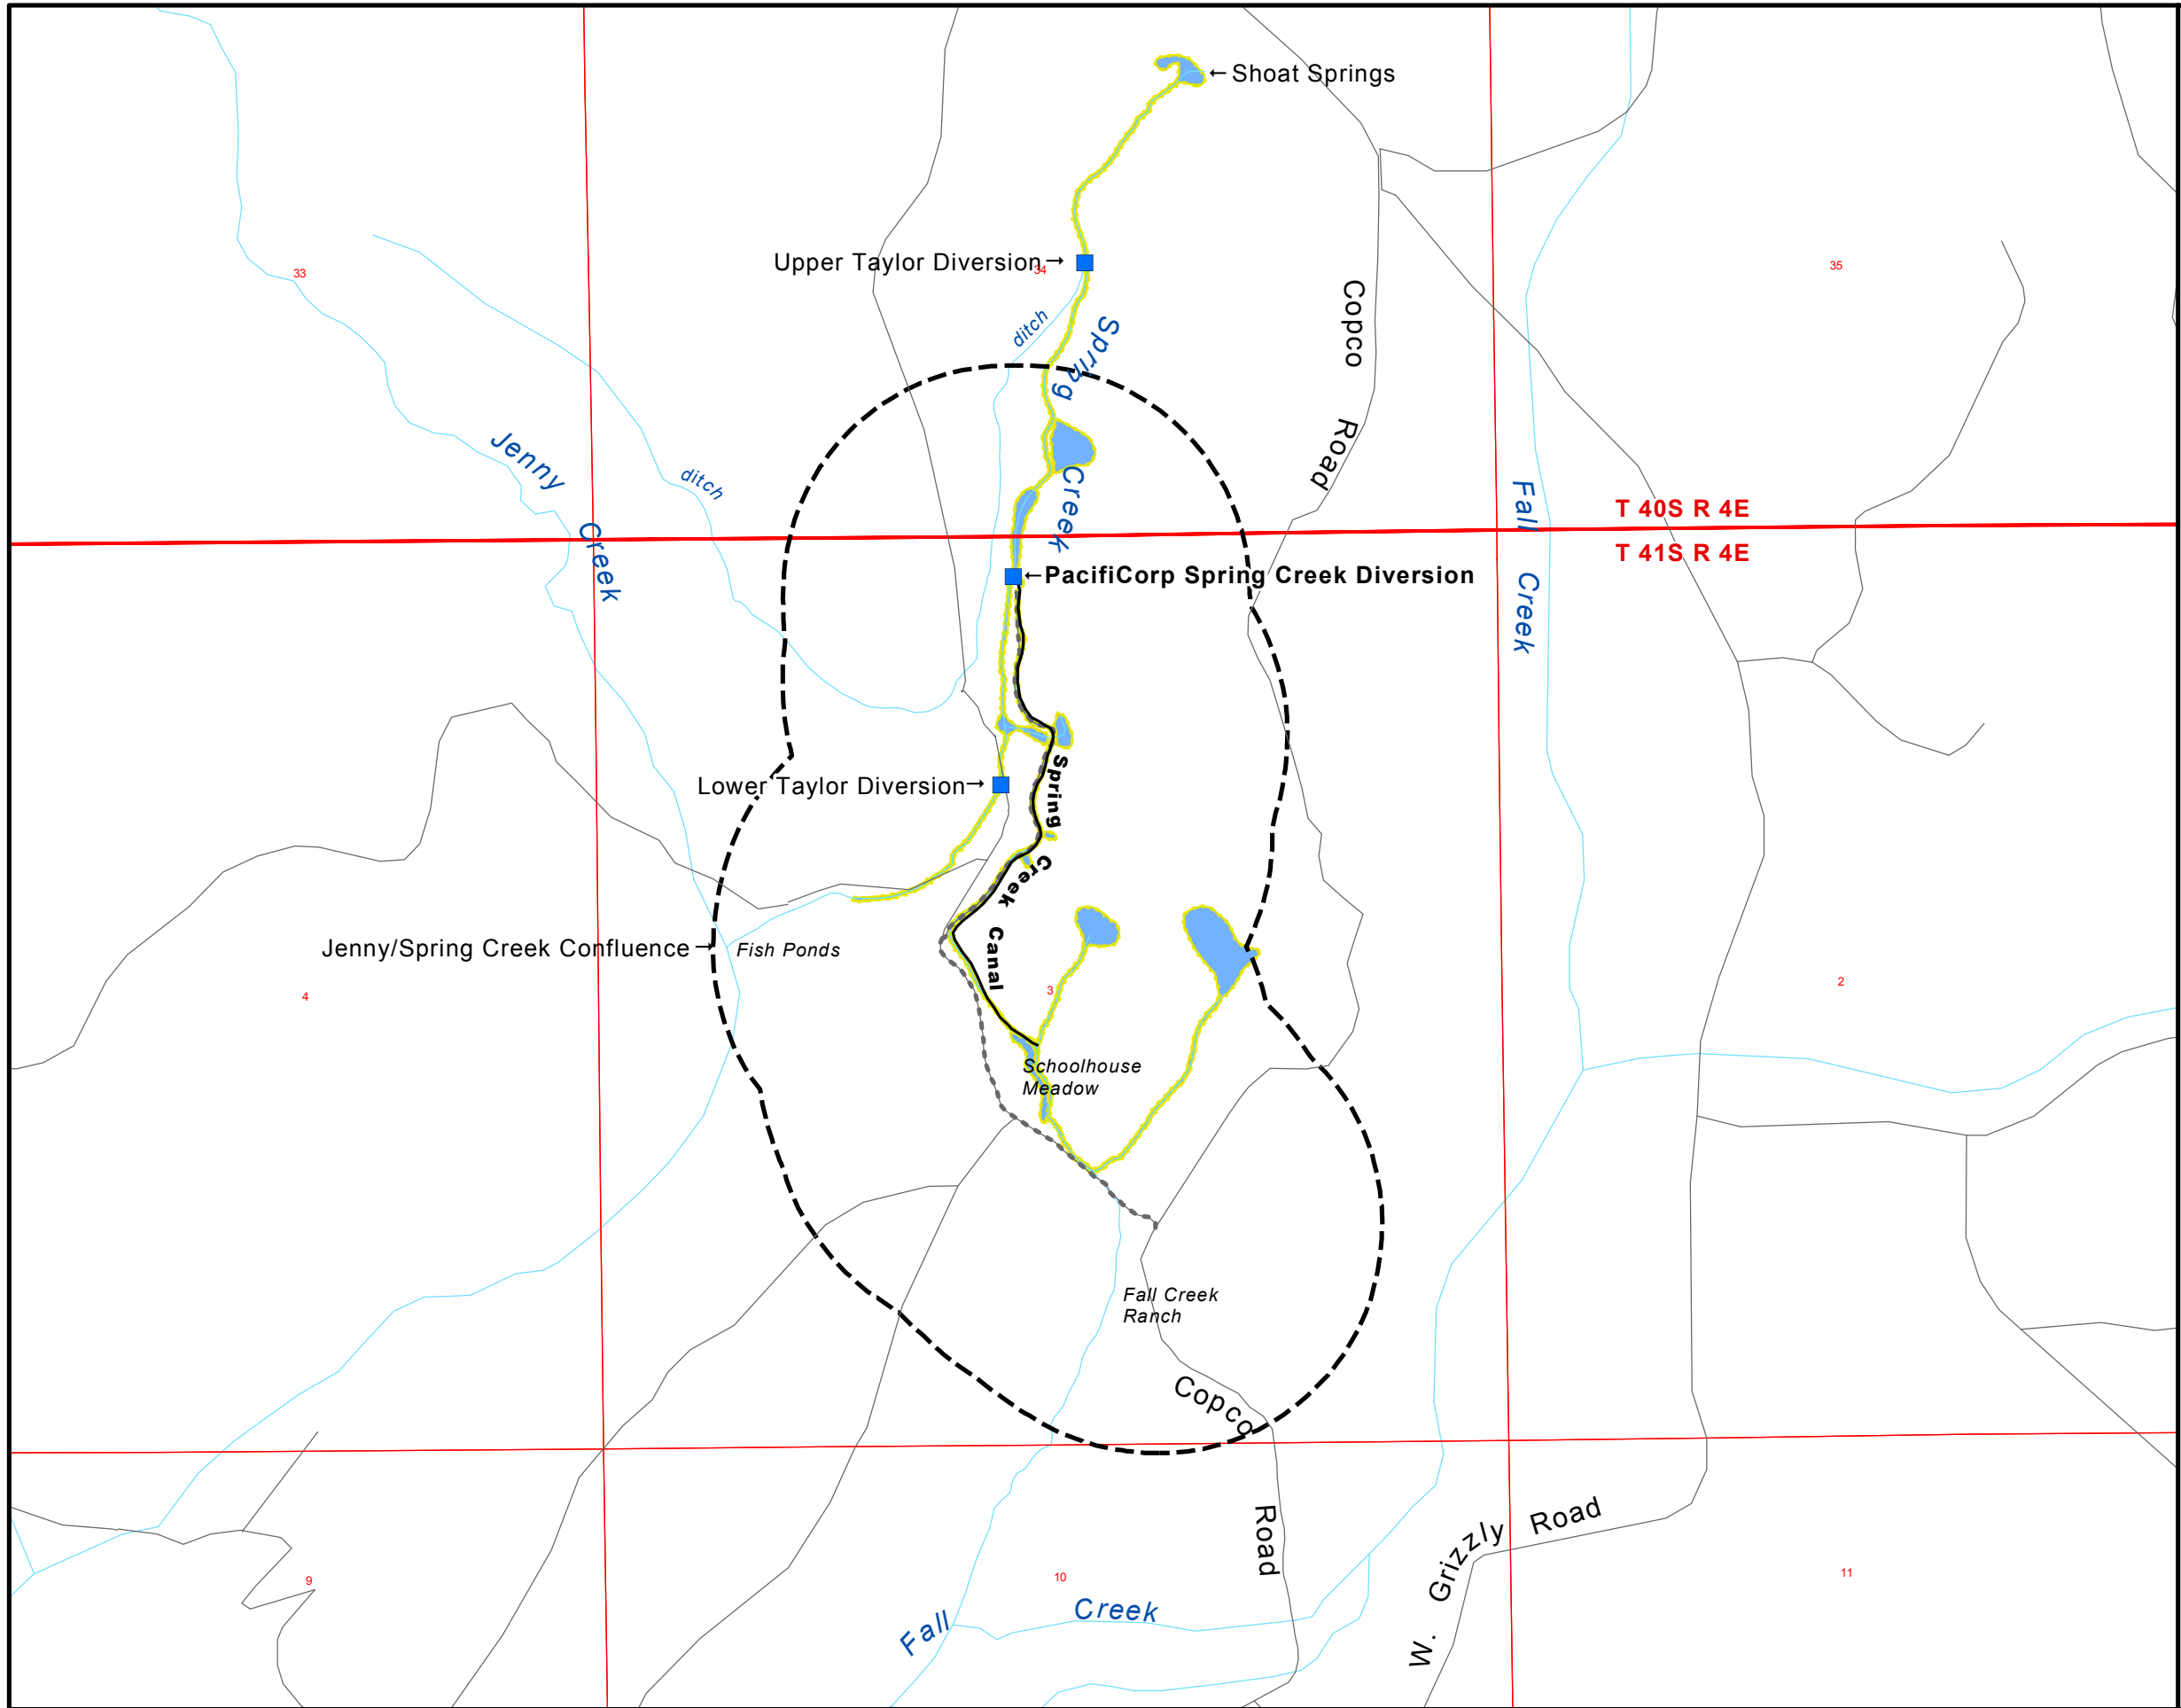 ← Shoat Springs
33
Upper Taylor Diversion →
34
35
ditch
Spring
Creek
Copco
Road
Jenny
Creek
ditch
Fall
Creek
T 40S R 4E
T 41S R 4E
← PacifiCorp Spring Creek Diversion
Lower Taylor Diversion →
Spring
Creek
Canal
Jenny/Spring Creek Confluence →
Fish Ponds
4
3
2
Schoolhouse
Meadow
Fall Creek
Ranch
Copco
Road
W. Grizzly Road
9
10
11
Fall
Creek